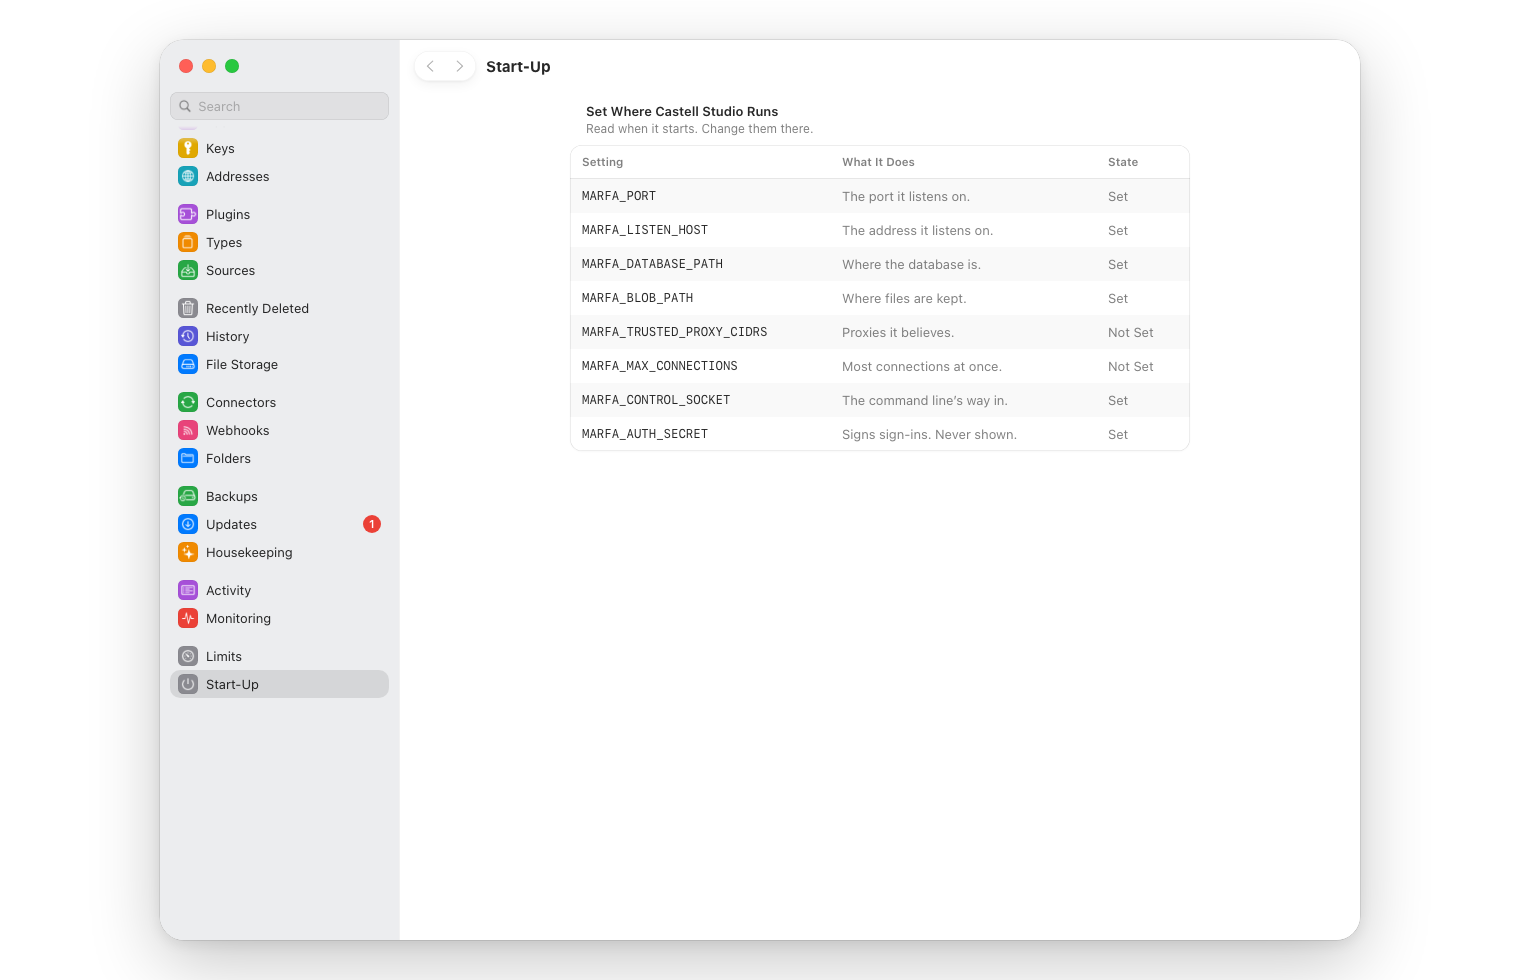 Start-Up
Search
Keys
Addresses
Plugins
Types
Sources
Recently Deleted
History
File Storage
Connectors
Webhooks
Folders
Backups
Updates 1
Housekeeping
Activity
Monitoring
Limits
Start-Up
Set Where Castell Studio Runs
Read when it starts. Change them there.
Setting What It Does State
MARFA_PORT The port it listens on. Set
MARFA_LISTEN_HOST The address it listens on. Set
MARFA_DATABASE_PATH Where the database is. Set
MARFA_BLOB_PATH Where files are kept. Set
MARFA_TRUSTED_PROXY_CIDRS Proxies it believes. Not Set
MARFA_MAX_CONNECTIONS Most connections at once. Not Set
MARFA_CONTROL_SOCKET The command line’s way in. Set
MARFA_AUTH_SECRET Signs sign-ins. Never shown. Set